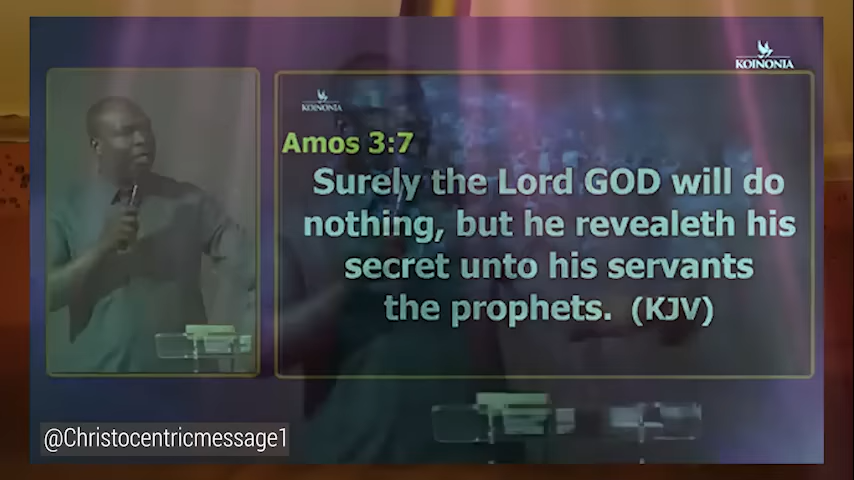 KOINONIA
KOINONIA
Amos 3:7
Surely the Lord GOD will do
nothing, but he revealeth his
secret unto his servants
the prophets. (KJV)
@Christocentricmessage1